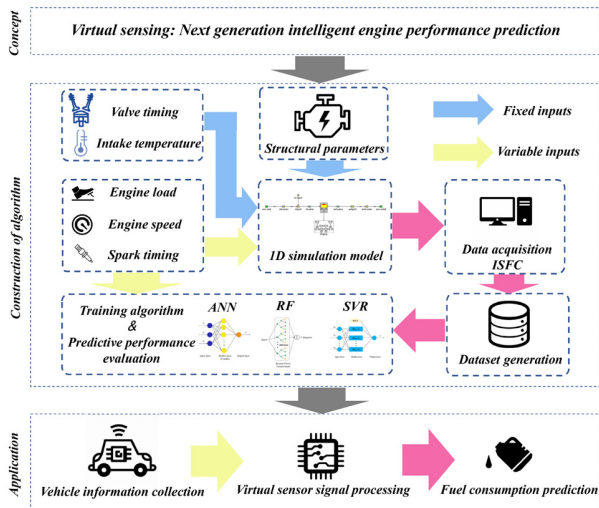 Concept
Virtual sensing: Next generation intelligent engine performance prediction
Construction of algorithm
Valve timing
Intake temperature
Structural parameters
Fixed inputs
Variable inputs
Engine load
Engine speed
Spark timing
1D simulation model
Data acquisition
ISFC
Training algorithm
&
Predictive performance
evaluation
ANN
RF
SVR
Dataset generation
Application
Vehicle information collection
Virtual sensor signal processing
Fuel consumption prediction